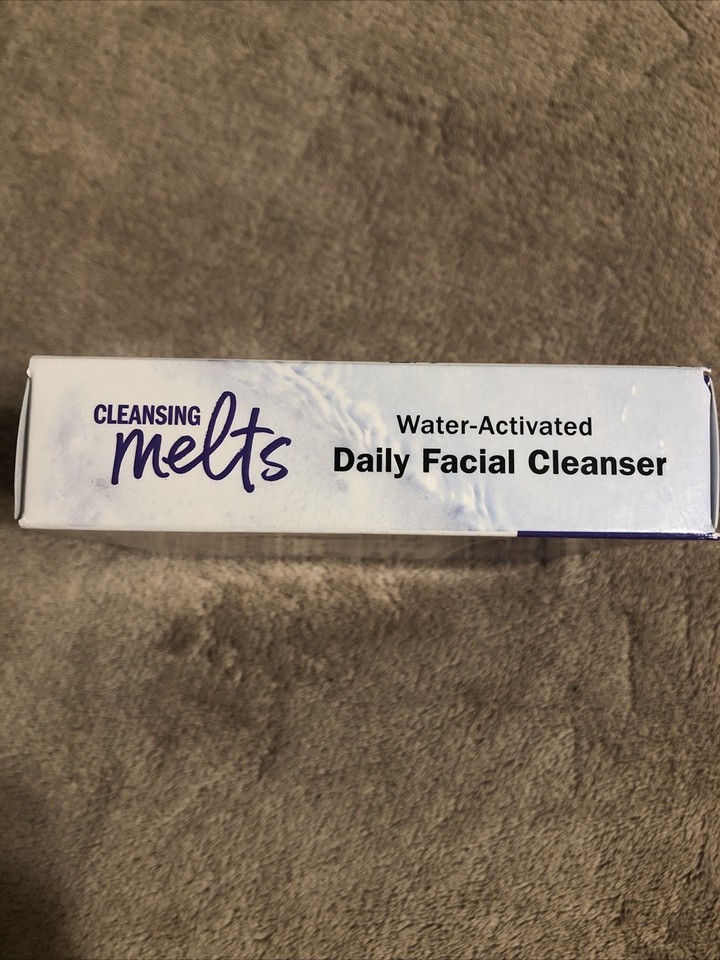 CLEANSING
melts
Water-Activated
Daily Facial Cleanser